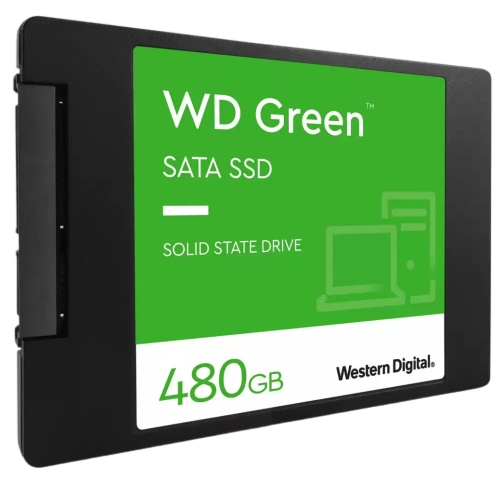 WD Green™
SATA SSD
SOLID STATE DRIVE
480GB
Western Digital®